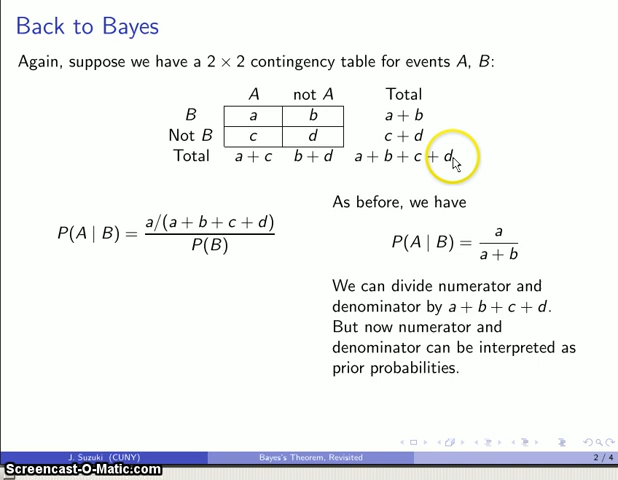 Back to Bayes
Again, suppose we have a 2 × 2 contingency table for events A, B:
A not A Total
B a b a + b
Not B c d c + d
Total a + c b + d a + b + c + d
P(A | B) = a/(a + b + c + d) / P(B)
As before, we have
P(A | B) = a / a + b
We can divide numerator and
denominator by a + b + c + d.
But now numerator and
denominator can be interpreted as
prior probabilities.
J. Suzuki (CUNY) Bayes's Theorem, Revisited 2 / 4
Screencast-O-Matic.com